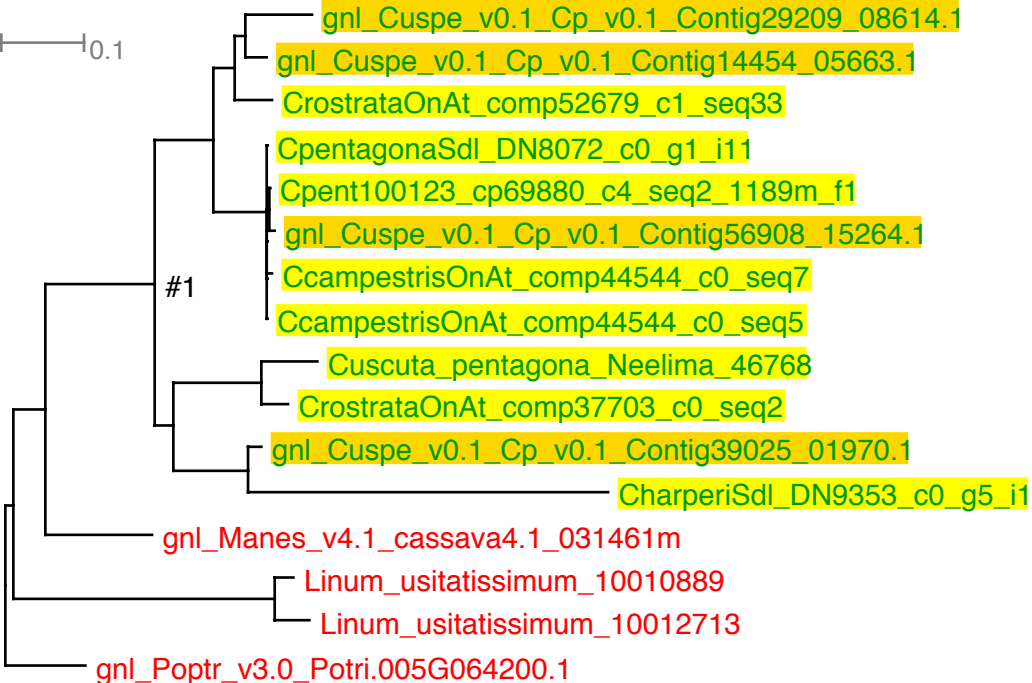 gnl_Cuspe_v0.1_Cp_v0.1_Contig29209_08614.1
0.1
gnl_Cuspe_v0.1_Cp_v0.1_Contig14454_05663.1
CrostrataOnAt_comp52679_c1_seq33
CpentagonaSdl_DN8072_c0_g1_i11
Cpent100123_cp69880_c4_seq2_1189m_f1
gnl_Cuspe_v0.1_Cp_v0.1_Contig56908_15264.1
CcampestrisOnAt_comp44544_c0_seq7
#1
CcampestrisOnAt_comp44544_c0_seq5
Cuscuta_pentagona_Neelima_46768
CrostrataOnAt_comp37703_c0_seq2
gnl_Cuspe_v0.1_Cp_v0.1_Contig39025_01970.1
CharperiSdl_DN9353_c0_g5_i1
gnl_Manes_v4.1_cassava4.1_031461m
Linum_usitatissimum_10010889
Linum_usitatissimum_10012713
gnl_Poptr_v3.0_Potri.005G064200.1